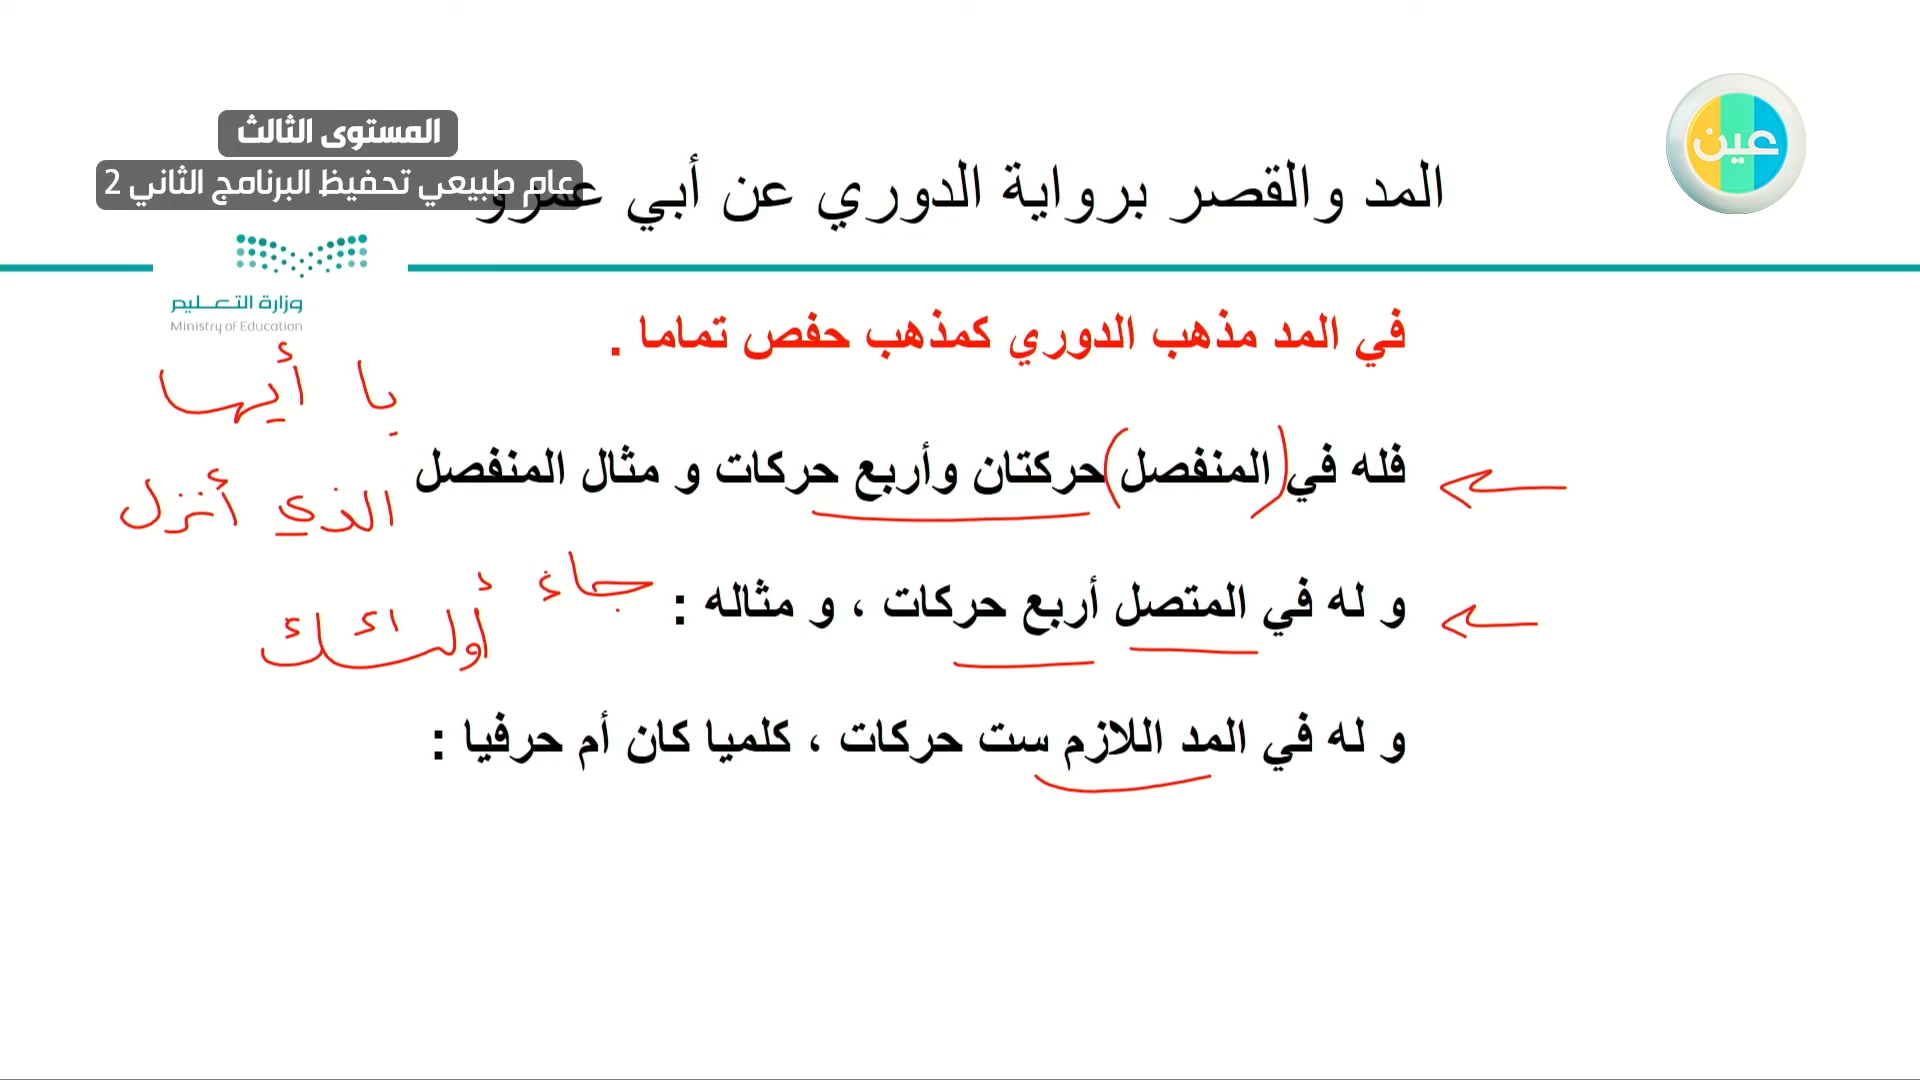 عين
المستوى الثالث
عام طبيعي تحفيظ البرنامج الثاني 2
المد والقصر برواية الدوري عن أبي عمرو
وزارة التعليم
Ministry of Education
في المد مذهب الدوري كمذهب حفص تماما .
يا أيها
فله في (المنفصل) حركتان وأربع حركات و مثال المنفصل
الذي أنزل
و له في المتصل أربع حركات ، و مثاله :
جاء
أولئك
و له في المد اللازم ست حركات ، كلميا كان أم حرفيا :